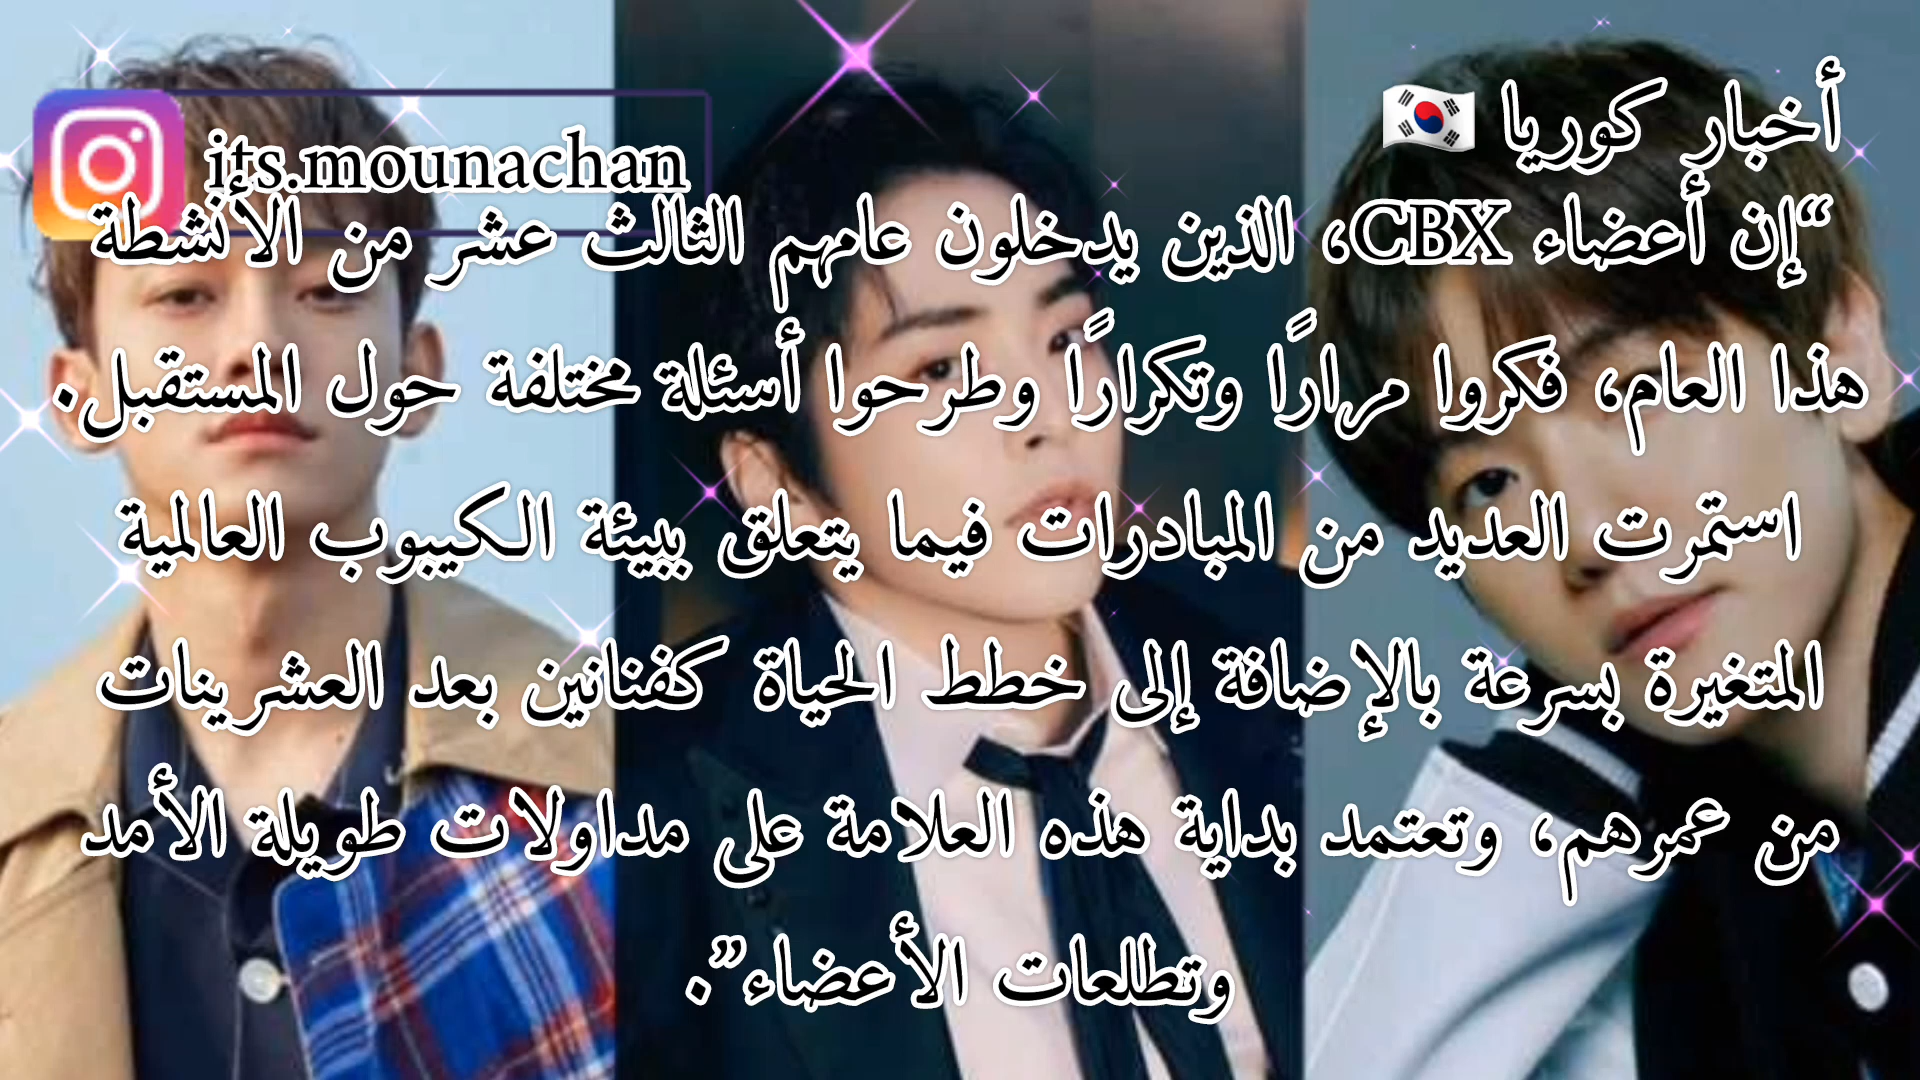 أخبار كوريا 🇰🇷
its.mounachan
“إن أعضاء CBX، الذين يدخلون عامهم الثالث عشر من الأنشطة
هذا العام، فكروا مرارًا وتكرارًا وطرحوا أسئلة مختلفة حول المستقبل.
استمرت العديد من المبادرات فيما يتعلق ببيئة الكيبوب العالمية
المتغيرة بسرعة بالإضافة إلى خطط الحياة كفنانين بعد العشرينات
من عمرهم، وتعتمد بداية هذه العلامة على مداولات طويلة الأمد
وتطلعات الأعضاء”.